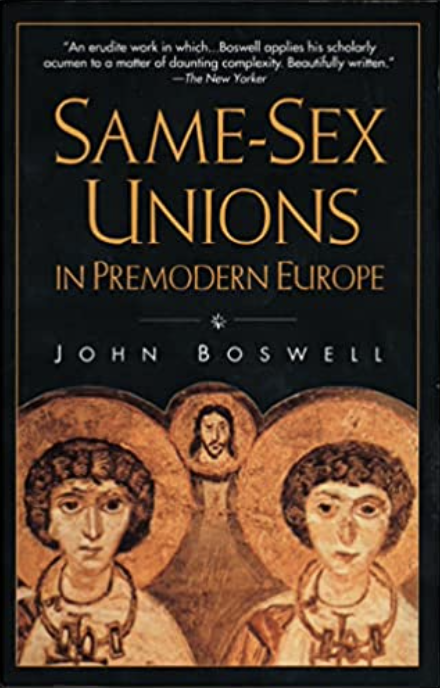 “An erudite work in which...Boswell applies his scholarly
acumen to a matter of daunting complexity. Beautifully written.”
—The New Yorker
SAME-SEX
UNIONS
IN PREMODERN EUROPE
JOHN BOSWELL